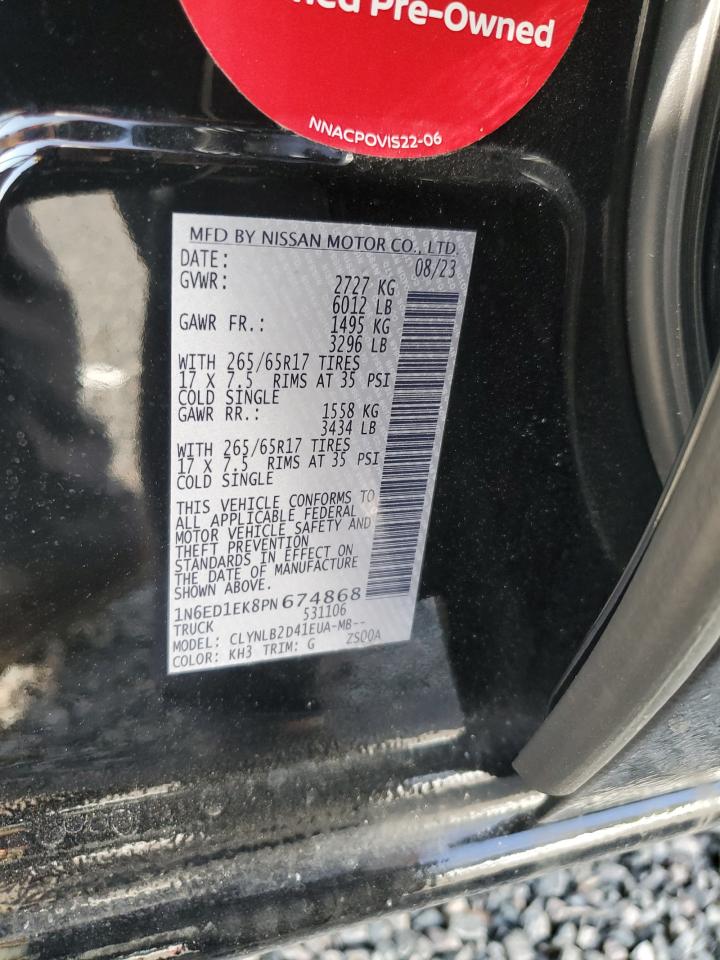 Pre-Owned
NNACPOVIS22-06
MFD BY NISSAN MOTOR CO., LTD.
DATE: 08/23
GVWR: 2727 KG
6012 LB
GAWR FR.: 1495 KG
3296 LB
WITH 265/65R17 TIRES
17 X 7.5 RIMS AT 35 PSI
COLD SINGLE
GAWR RR.: 1558 KG
3434 LB
WITH 265/65R17 TIRES
17 X 7.5 RIMS AT 35 PSI
COLD SINGLE
THIS VEHICLE CONFORMS TO
ALL APPLICABLE FEDERAL
MOTOR VEHICLE SAFETY AND
THEFT PREVENTION
STANDARDS IN EFFECT ON
THE DATE OF MANUFACTURE
SHOWN ABOVE.
1N6ED1EK8PN674868
TRUCK 531106
MODEL: CLYNLB2D41EUA-MB--
COLOR: KH3 TRIM: G ZS00A